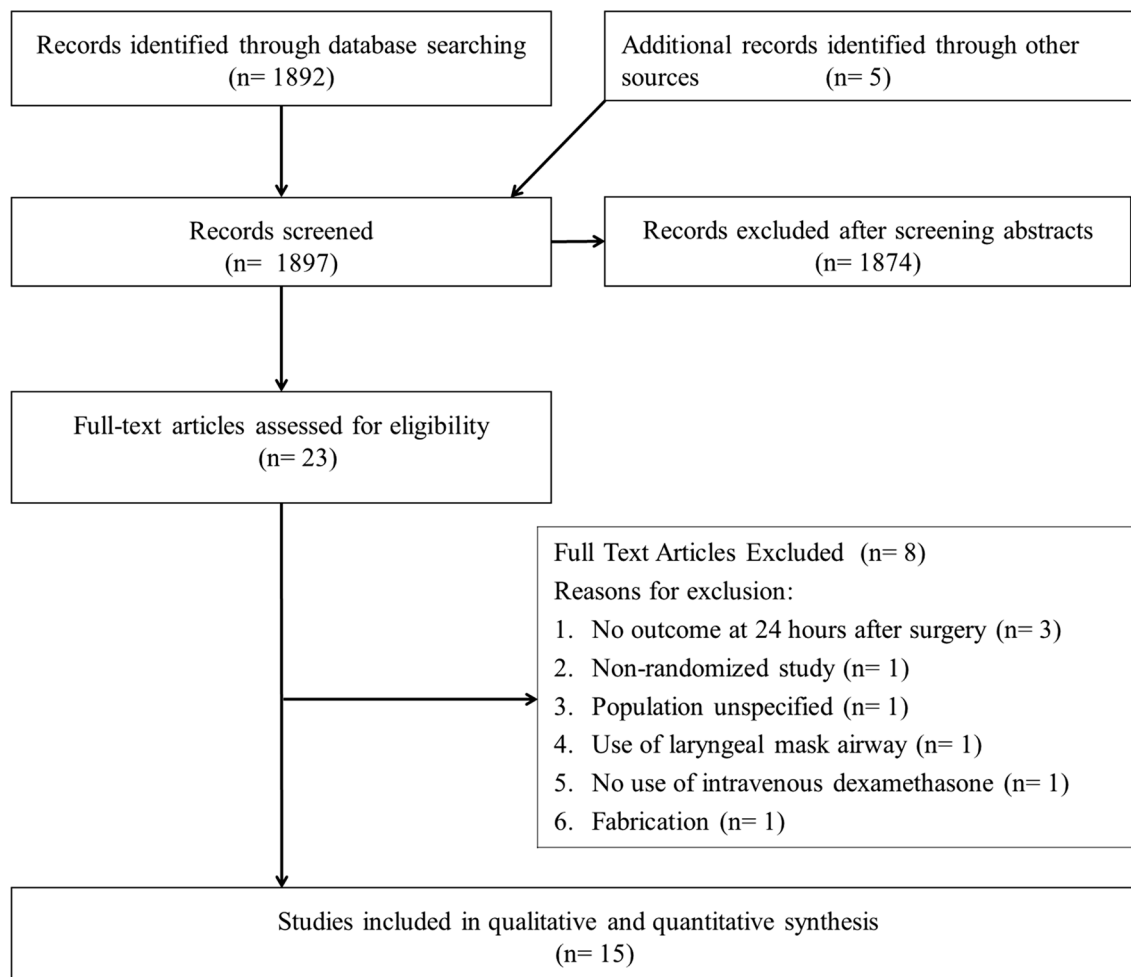 Records identified through database searching
(n= 1892)
Additional records identified through other
sources (n= 5)
Records screened
(n= 1897)
Records excluded after screening abstracts
(n= 1874)
Full-text articles assessed for eligibility
(n= 23)
Full Text Articles Excluded (n= 8)
Reasons for exclusion:
1. No outcome at 24 hours after surgery (n= 3)
2. Non-randomized study (n= 1)
3. Population unspecified (n= 1)
4. Use of laryngeal mask airway (n= 1)
5. No use of intravenous dexamethasone (n= 1)
6. Fabrication (n= 1)
Studies included in qualitative and quantitative synthesis
(n= 15)